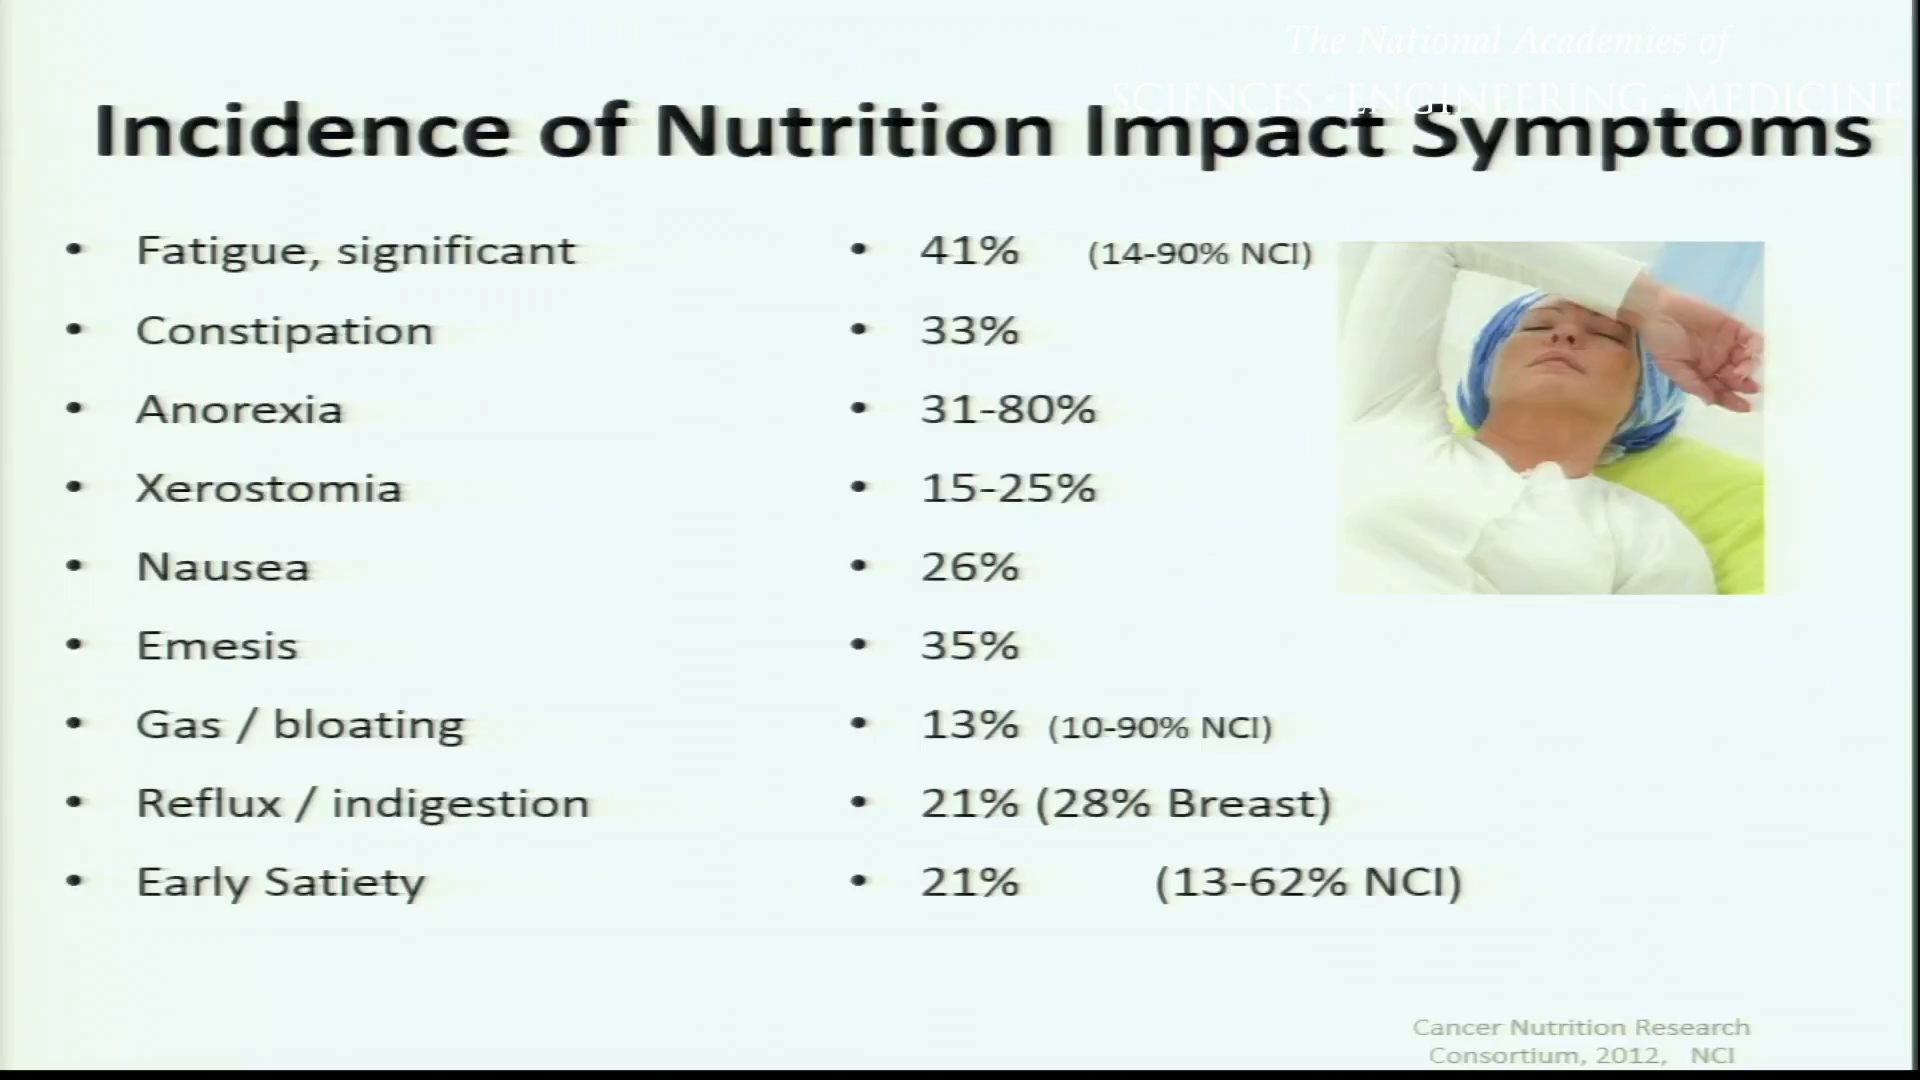 The National Academies of
SCIENCES · ENGINEERING · MEDICINE
Incidence of Nutrition Impact Symptoms
• Fatigue, significant • 41% (14-90% NCI)
• Constipation • 33%
• Anorexia • 31-80%
• Xerostomia • 15-25%
• Nausea • 26%
• Emesis • 35%
• Gas / bloating • 13% (10-90% NCI)
• Reflux / indigestion • 21% (28% Breast)
• Early Satiety • 21% (13-62% NCI)
Cancer Nutrition Research
Consortium, 2012, NCI